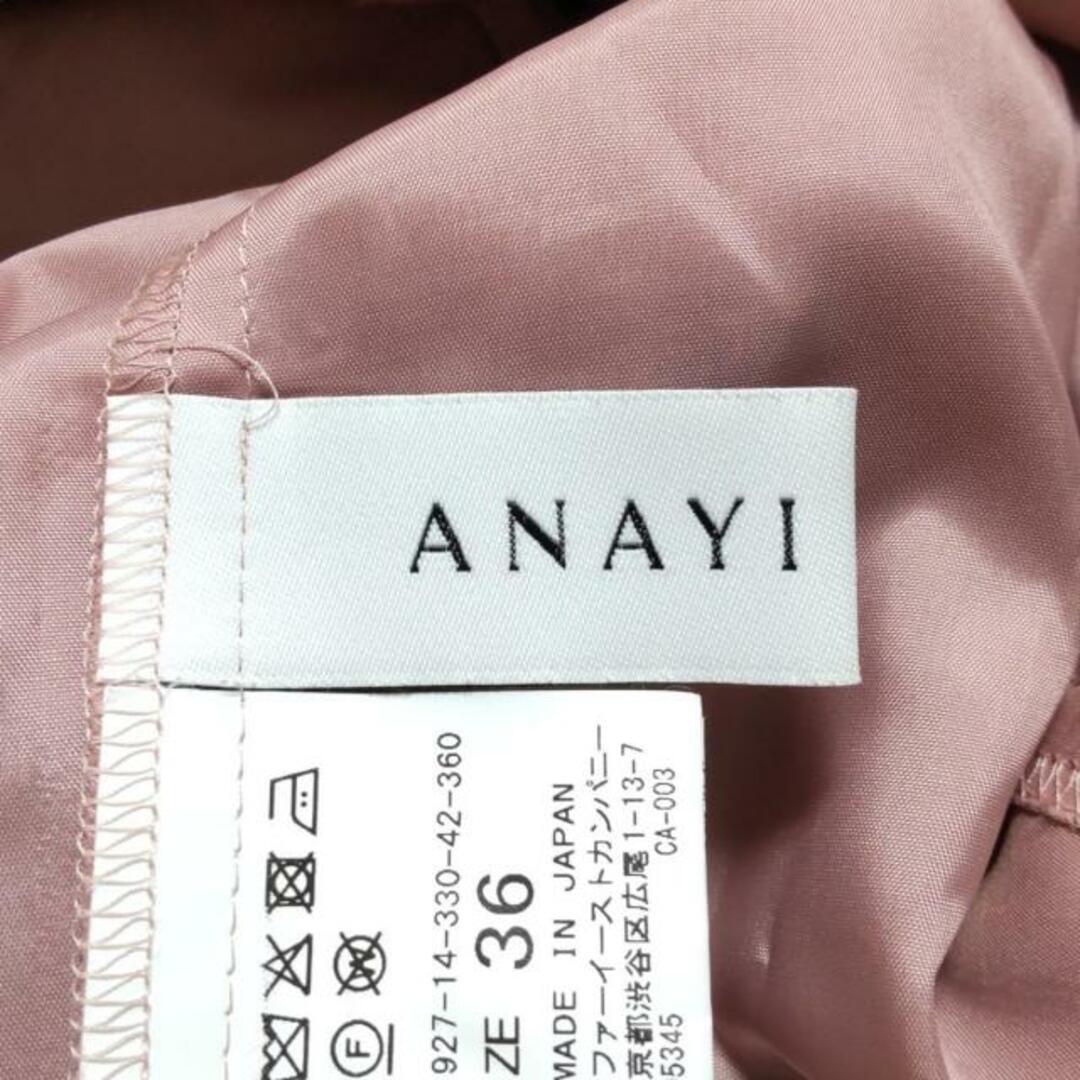 ANAYI
927-14-330-42-360
ZE 36
MADE IN JAPAN
ファーイーストカンパニー
京都渋谷区広尾1-13-7
5345
CA-003
W
F